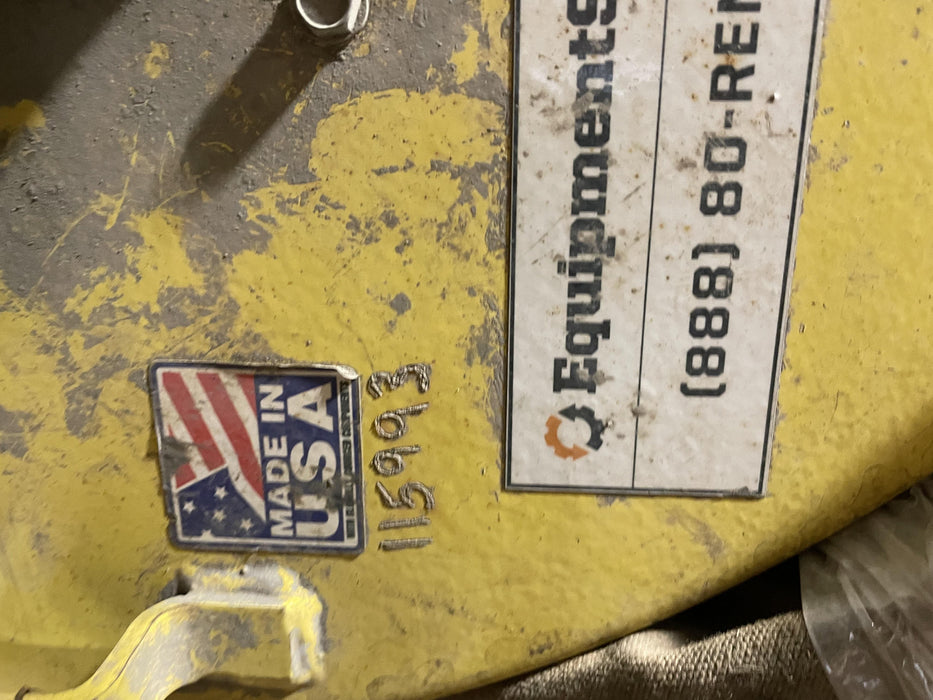 EquipmentS
(888) 80-REN
MADE IN
USA
115993